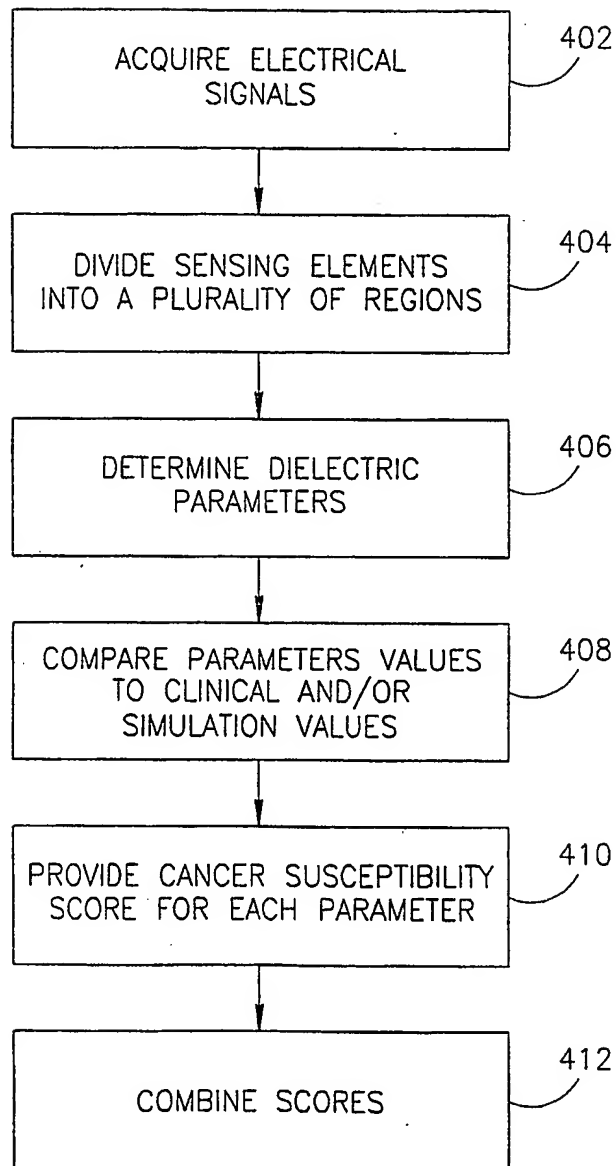 ACQUIRE ELECTRICAL
SIGNALS
402
DIVIDE SENSING ELEMENTS
INTO A PLURALITY OF REGIONS
404
DETERMINE DIELECTRIC
PARAMETERS
406
COMPARE PARAMETERS VALUES
TO CLINICAL AND/OR
SIMULATION VALUES
408
PROVIDE CANCER SUSCEPTIBILITY
SCORE FOR EACH PARAMETER
410
COMBINE SCORES
412